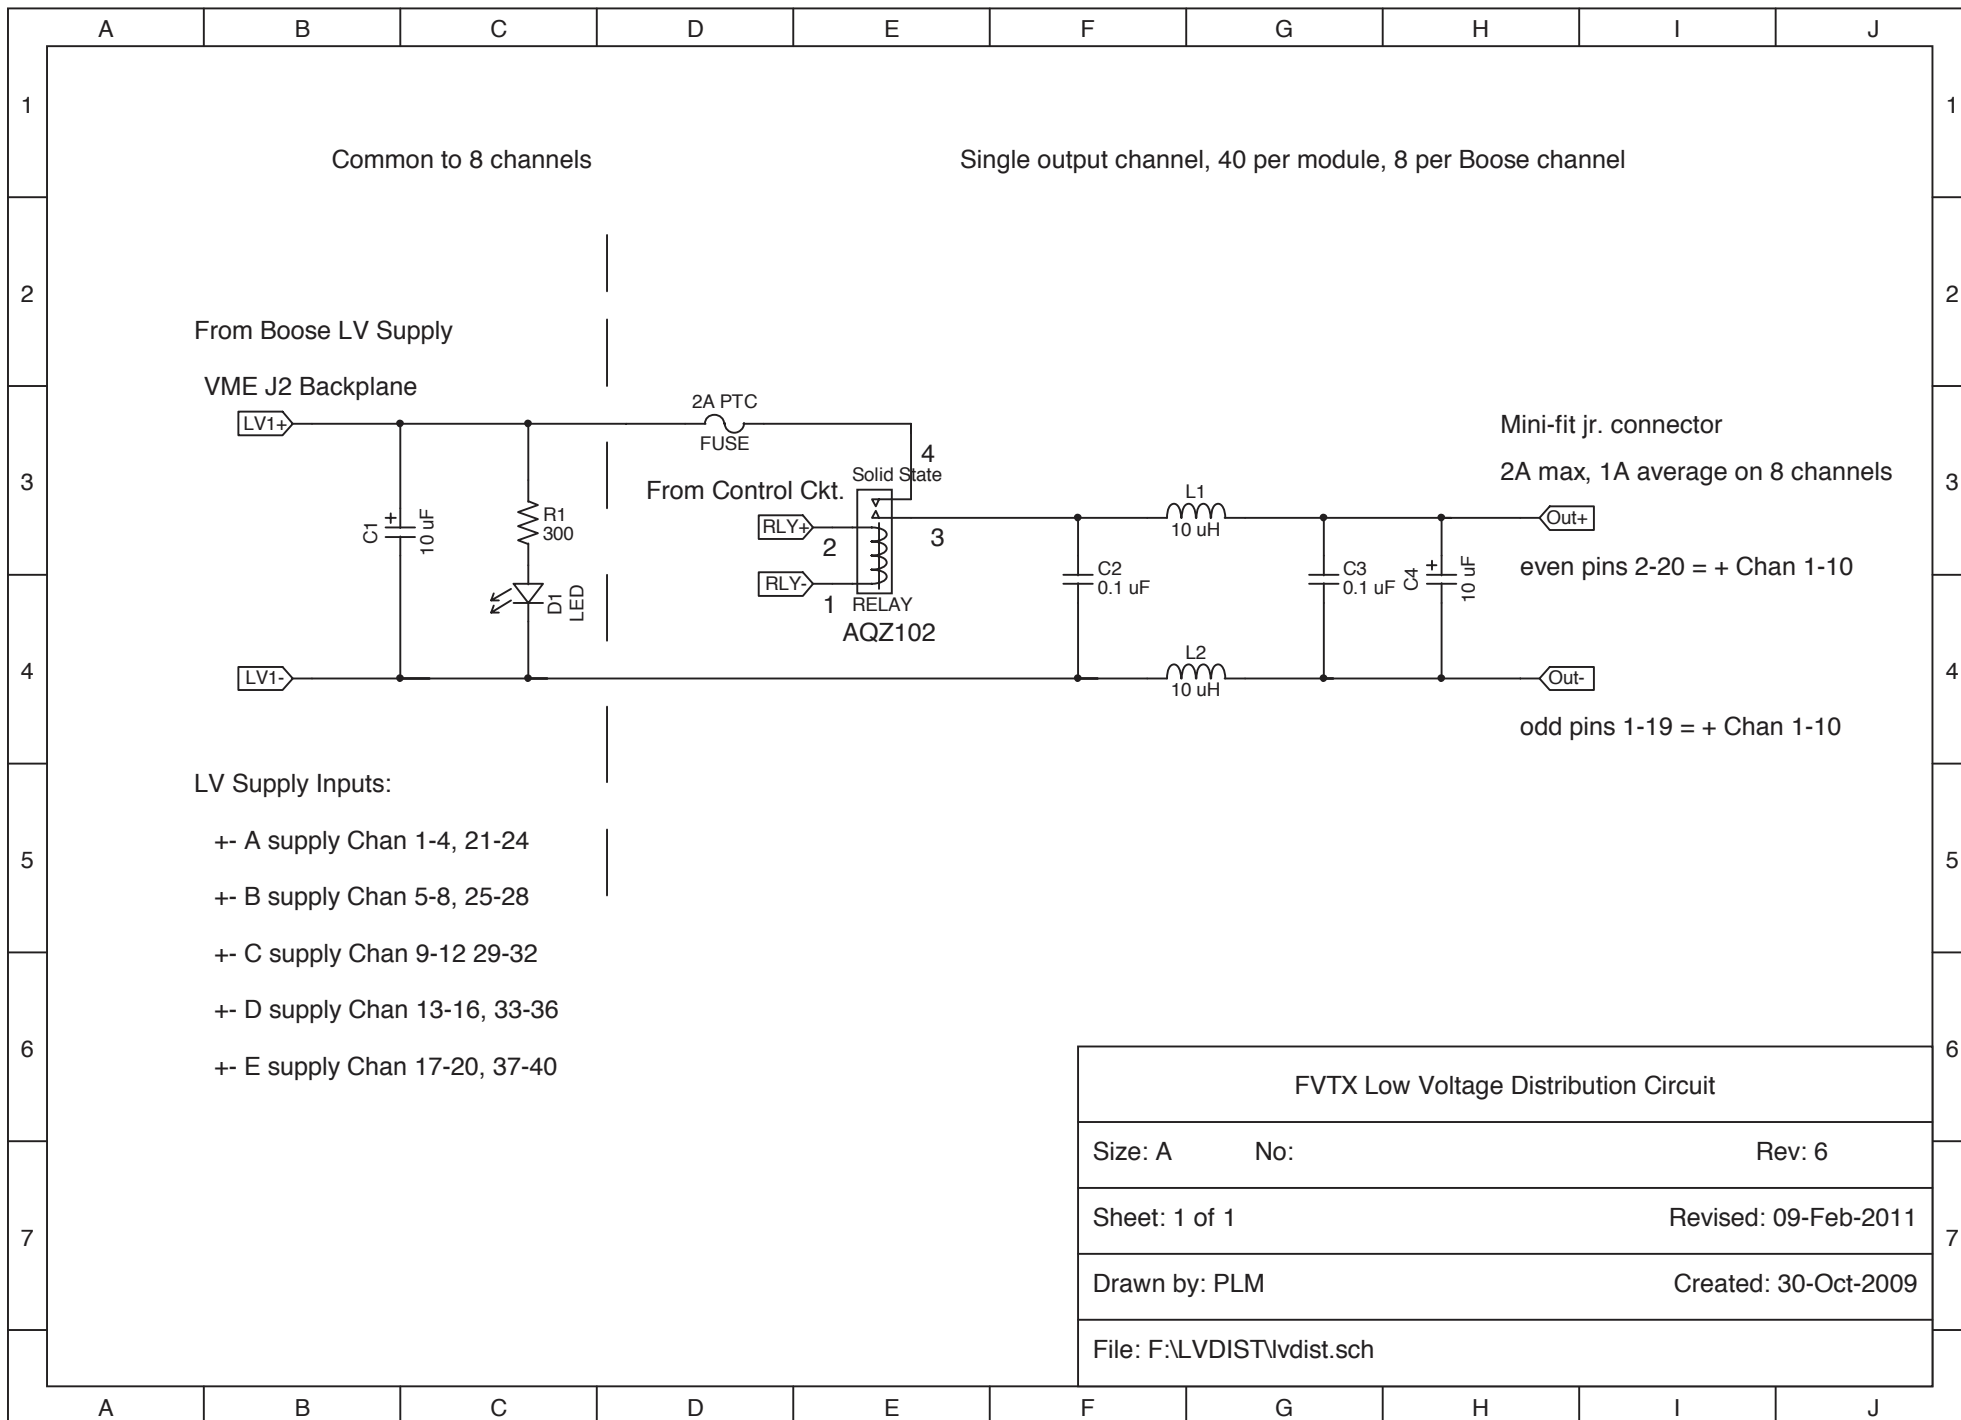 A B C D E F G H I J
1 1
Common to 8 channels
Single output channel, 40 per module, 8 per Boose channel
2 2
From Boose LV Supply
VME J2 Backplane
LV1+
2A PTC
FUSE
4
Solid State
From Control Ckt.
RLY+
2
3
RLY-
1
RELAY
AQZ102
3 3
C1
+
10 uF
R1
300
D1
LED
L1
10 uH
C2
0.1 uF
C3
0.1 uF
C4
+
10 uF
Mini-fit jr. connector
2A max, 1A average on 8 channels
Out+
even pins 2-20 = + Chan 1-10
4 4
LV1-
L2
10 uH
Out-
odd pins 1-19 = + Chan 1-10
LV Supply Inputs:
+- A supply Chan 1-4, 21-24
5 5
+- B supply Chan 5-8, 25-28
+- C supply Chan 9-12 29-32
+- D supply Chan 13-16, 33-36
6 6
+- E supply Chan 17-20, 37-40
FVTX Low Voltage Distribution Circuit
Size: A No: Rev: 6
Sheet: 1 of 1 Revised: 09-Feb-2011
7 7
Drawn by: PLM Created: 30-Oct-2009
File: F:\LVDIST\lvdist.sch
A B C D E F G H I J